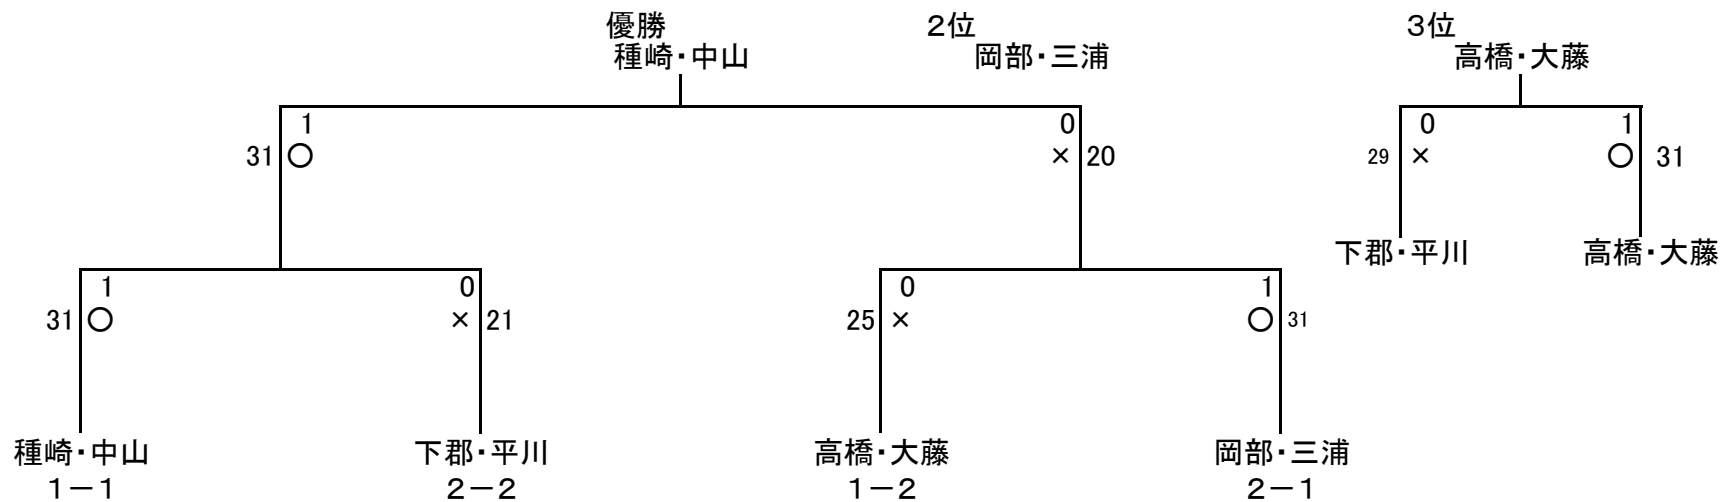 優勝 2位 3位
種崎・中山 岡部・三浦 高橋・大藤
1 0 0 1
31 ○ × 20 29 × ○ 31
下郡・平川 高橋・大藤
1 0 0 1
31 ○ × 21 25 × ○ 31
種崎・中山 下郡・平川 高橋・大藤 岡部・三浦
1-1 2-2 1-2 2-1